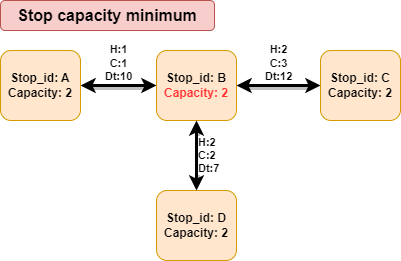 Stop capacity minimum
Stop_id: A
Capacity: 2
H:1
C:1
Dt:10
Stop_id: B
Capacity: 2
H:2
C:3
Dt:12
Stop_id: C
Capacity: 2
H:2
C:2
Dt:7
Stop_id: D
Capacity: 2